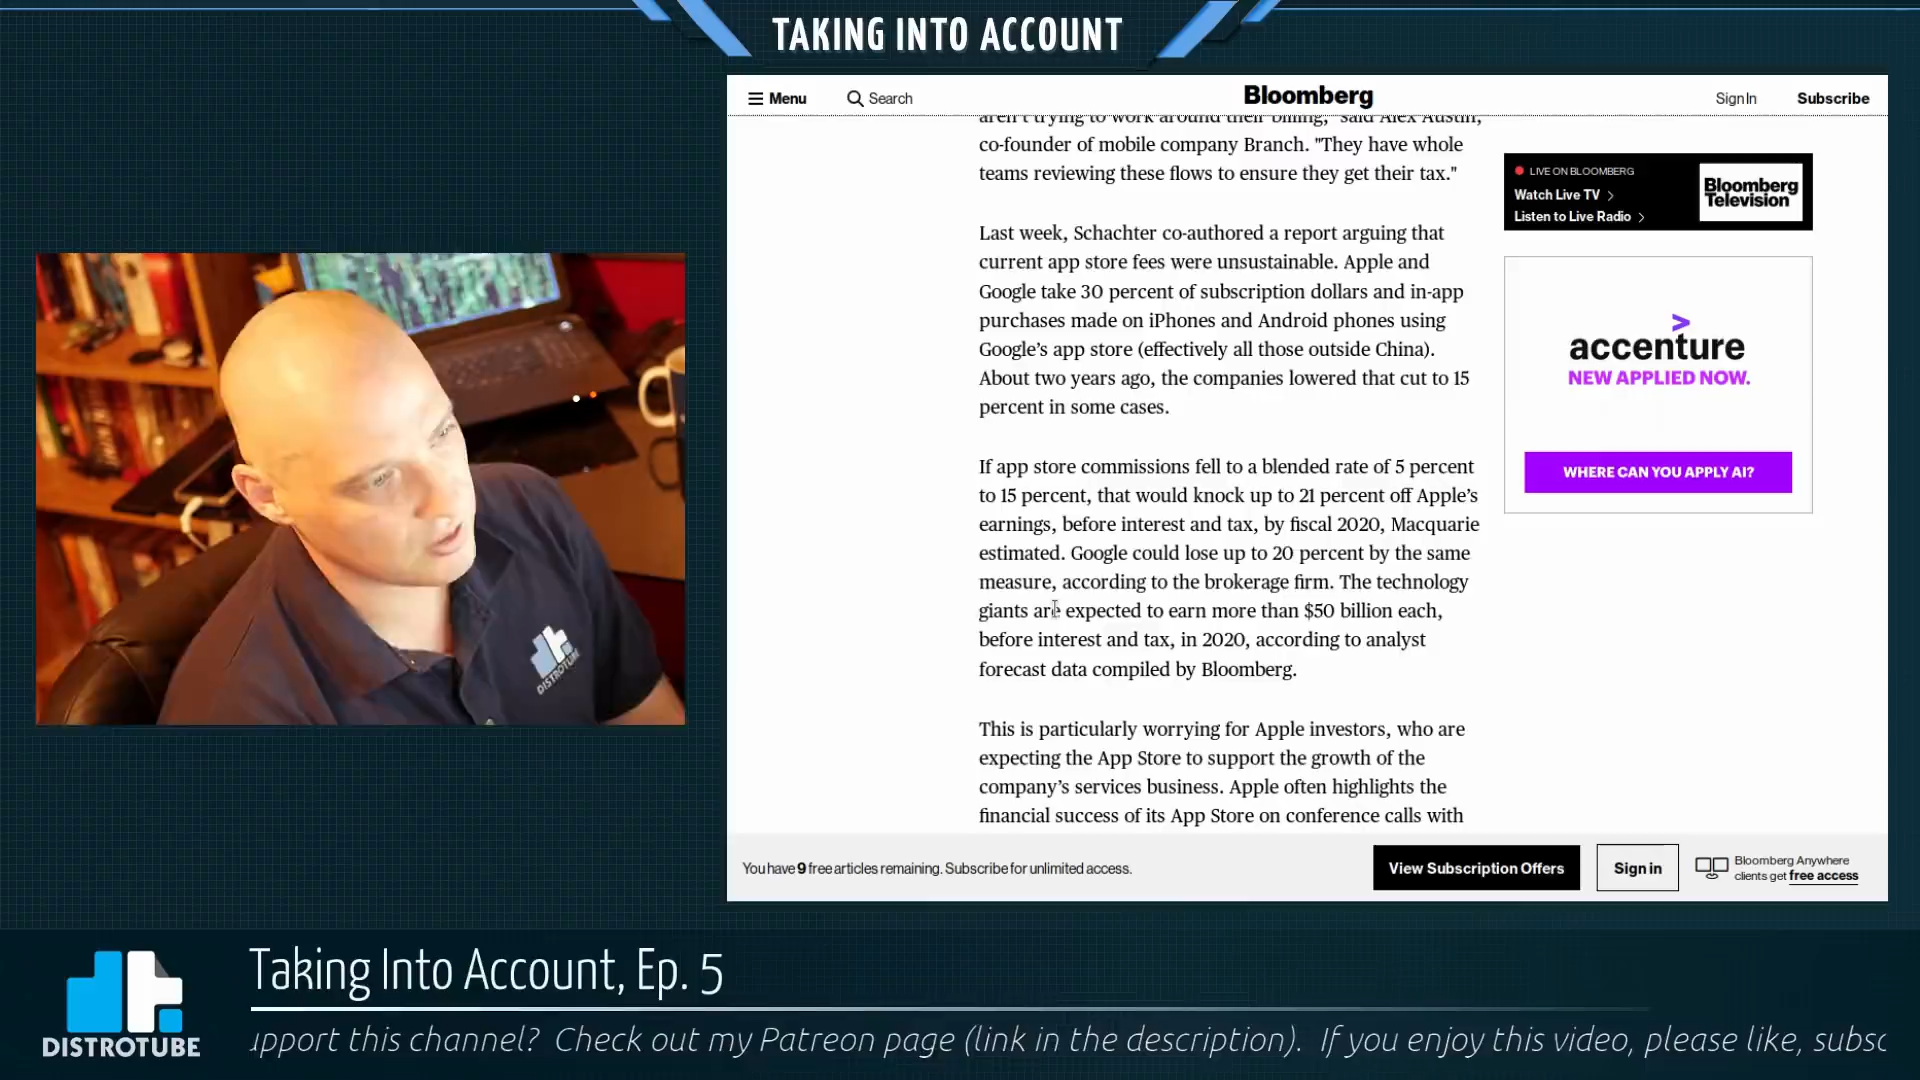 TAKING INTO ACCOUNT
Menu
Search
Bloomberg
Sign In
Subscribe
aren't trying to work around their billing," said Alex Austin,
co-founder of mobile company Branch. "They have whole
teams reviewing these flows to ensure they get their tax."
Last week, Schachter co-authored a report arguing that
current app store fees were unsustainable. Apple and
Google take 30 percent of subscription dollars and in-app
purchases made on iPhones and Android phones using
Google’s app store (effectively all those outside China).
About two years ago, the companies lowered that cut to 15
percent in some cases.
If app store commissions fell to a blended rate of 5 percent
to 15 percent, that would knock up to 21 percent off Apple’s
earnings, before interest and tax, by fiscal 2020, Macquarie
estimated. Google could lose up to 20 percent by the same
measure, according to the brokerage firm. The technology
giants are expected to earn more than $50 billion each,
before interest and tax, in 2020, according to analyst
forecast data compiled by Bloomberg.
This is particularly worrying for Apple investors, who are
expecting the App Store to support the growth of the
company’s services business. Apple often highlights the
financial success of its App Store on conference calls with
LIVE ON BLOOMBERG
Watch Live TV >
Listen to Live Radio >
Bloomberg
Television
>
accenture
NEW APPLIED NOW.
WHERE CAN YOU APPLY AI?
You have 9 free articles remaining. Subscribe for unlimited access.
View Subscription Offers
Sign in
Bloomberg Anywhere
clients get free access
DISTROTUBE
Taking Into Account, Ep. 5
upport this channel? Check out my Patreon page (link in the description). If you enjoy this video, please like, subsc
DISTROTUBE